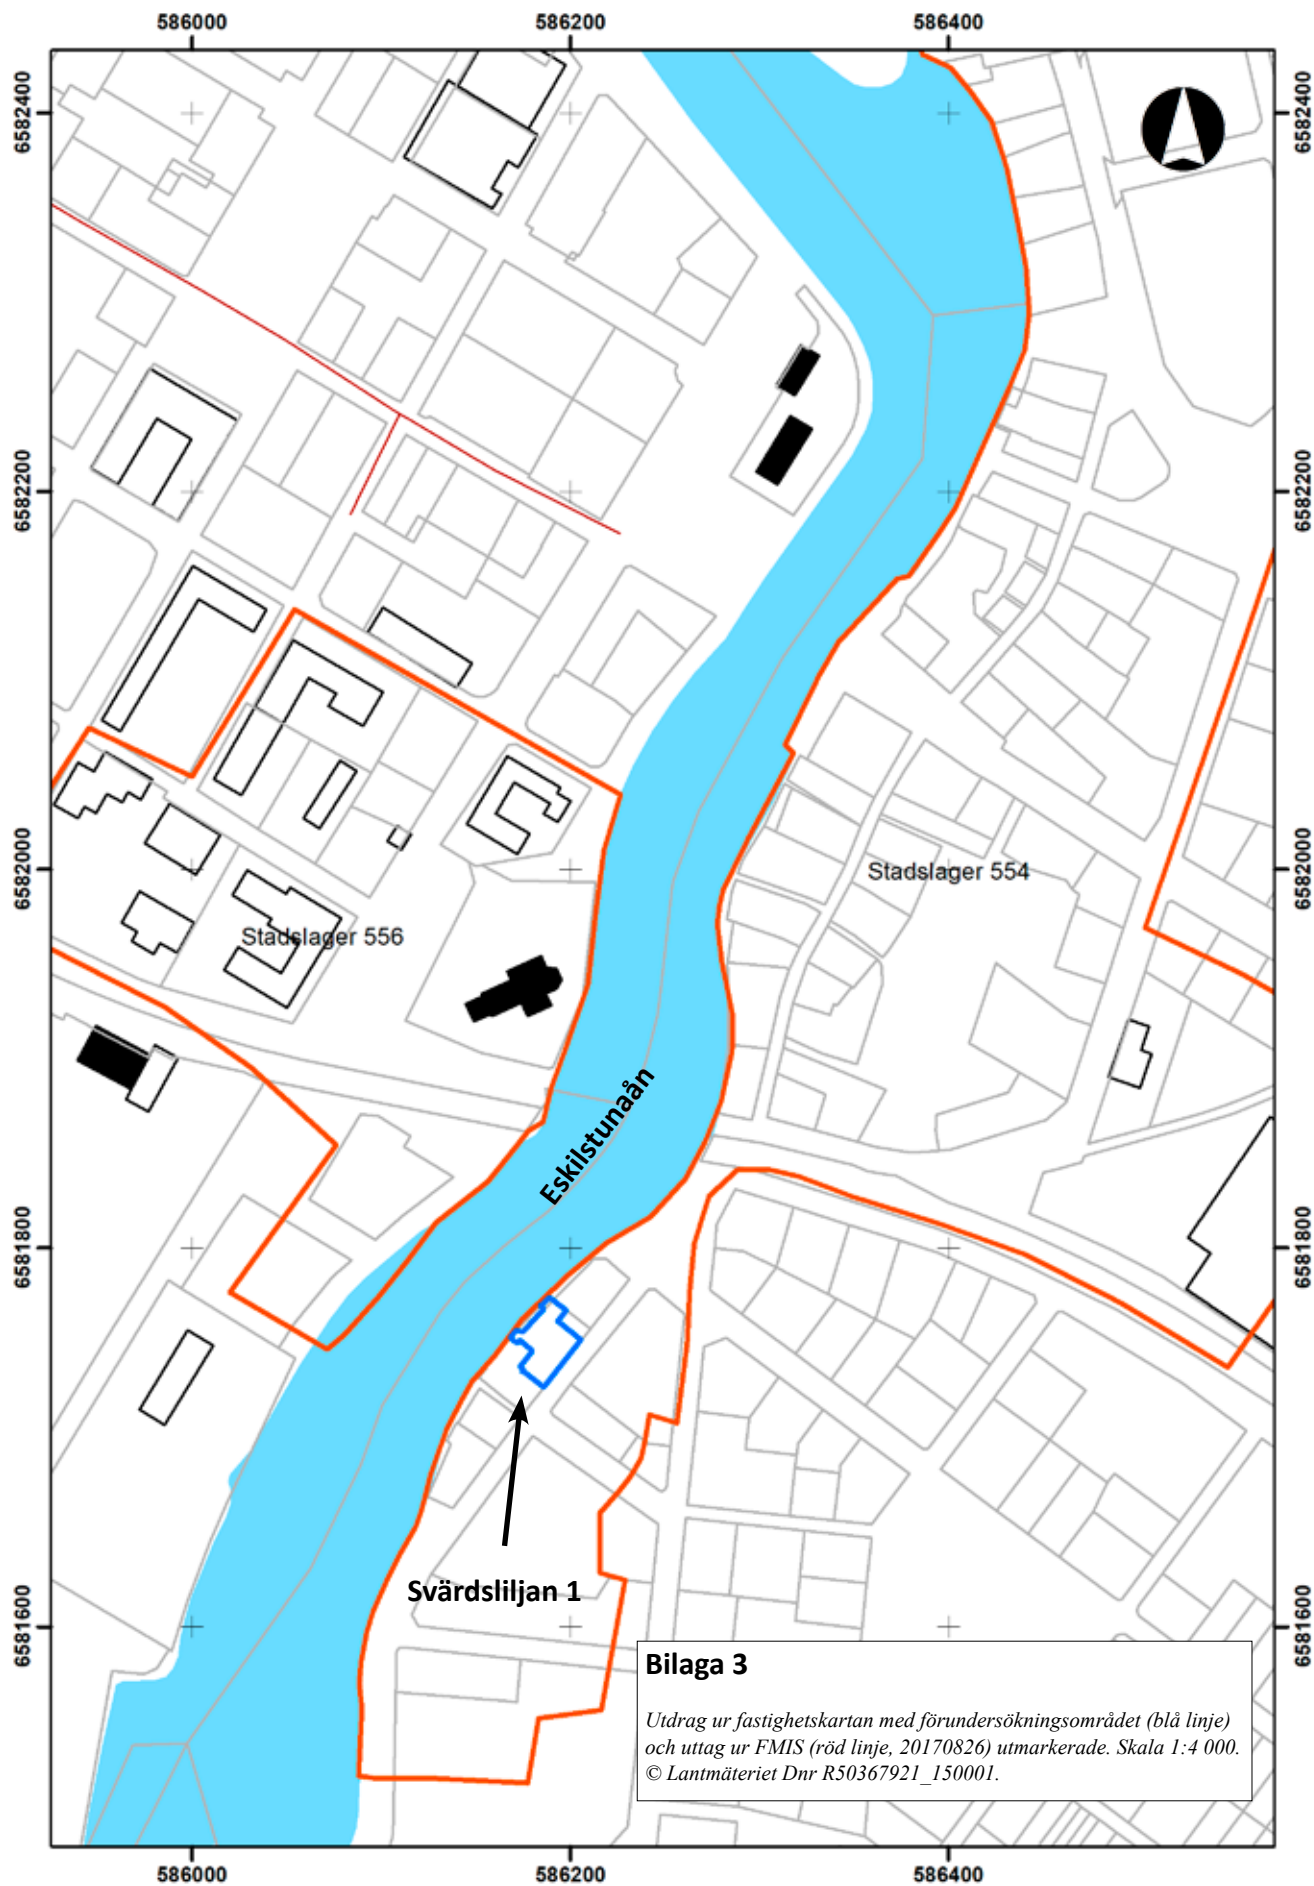 586000
586200
586400
6582400
6582400
6582200
6582200
6582000
6582000
Stadslager 554
Stadslager 556
Eskilstunaån
6581800
6581800
Svärdsliljan 1
6581600
6581600
Bilaga 3
Utdrag ur fastighetskartan med förundersökningsområdet (blå linje)
och uttag ur FMIS (röd linje, 20170826) utmarkerade. Skala 1:4 000.
© Lantmäteriet Dnr R50367921_150001.
586000
586200
586400